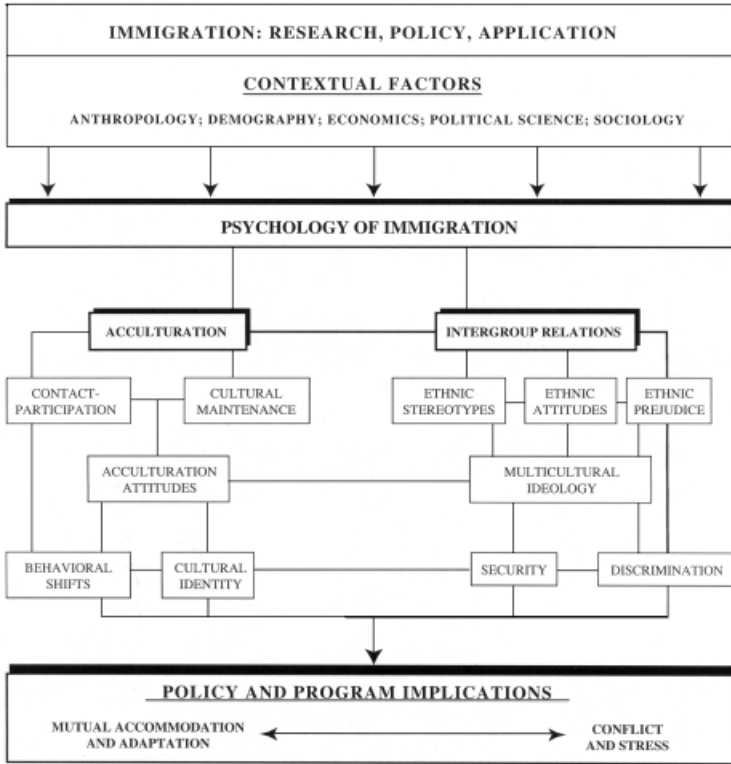 IMMIGRATION: RESEARCH, POLICY, APPLICATION
CONTEXTUAL FACTORS
ANTHROPOLOGY; DEMOGRAPHY; ECONOMICS; POLITICAL SCIENCE; SOCIOLOGY
PSYCHOLOGY OF IMMIGRATION
ACCULTURATION
INTERGROUP RELATIONS
CONTACT-
PARTICIPATION
CULTURAL
MAINTENANCE
ETHNIC
STEREOTYPES
ETHNIC
ATTITUDES
ETHNIC
PREJUDICE
ACCULTURATION
ATTITUDES
MULTICULTURAL
IDEOLOGY
BEHAVIORAL
SHIFTS
CULTURAL
IDENTITY
SECURITY
DISCRIMINATION
POLICY AND PROGRAM IMPLICATIONS
MUTUAL ACCOMMODATION
AND ADAPTATION
CONFLICT
AND STRESS